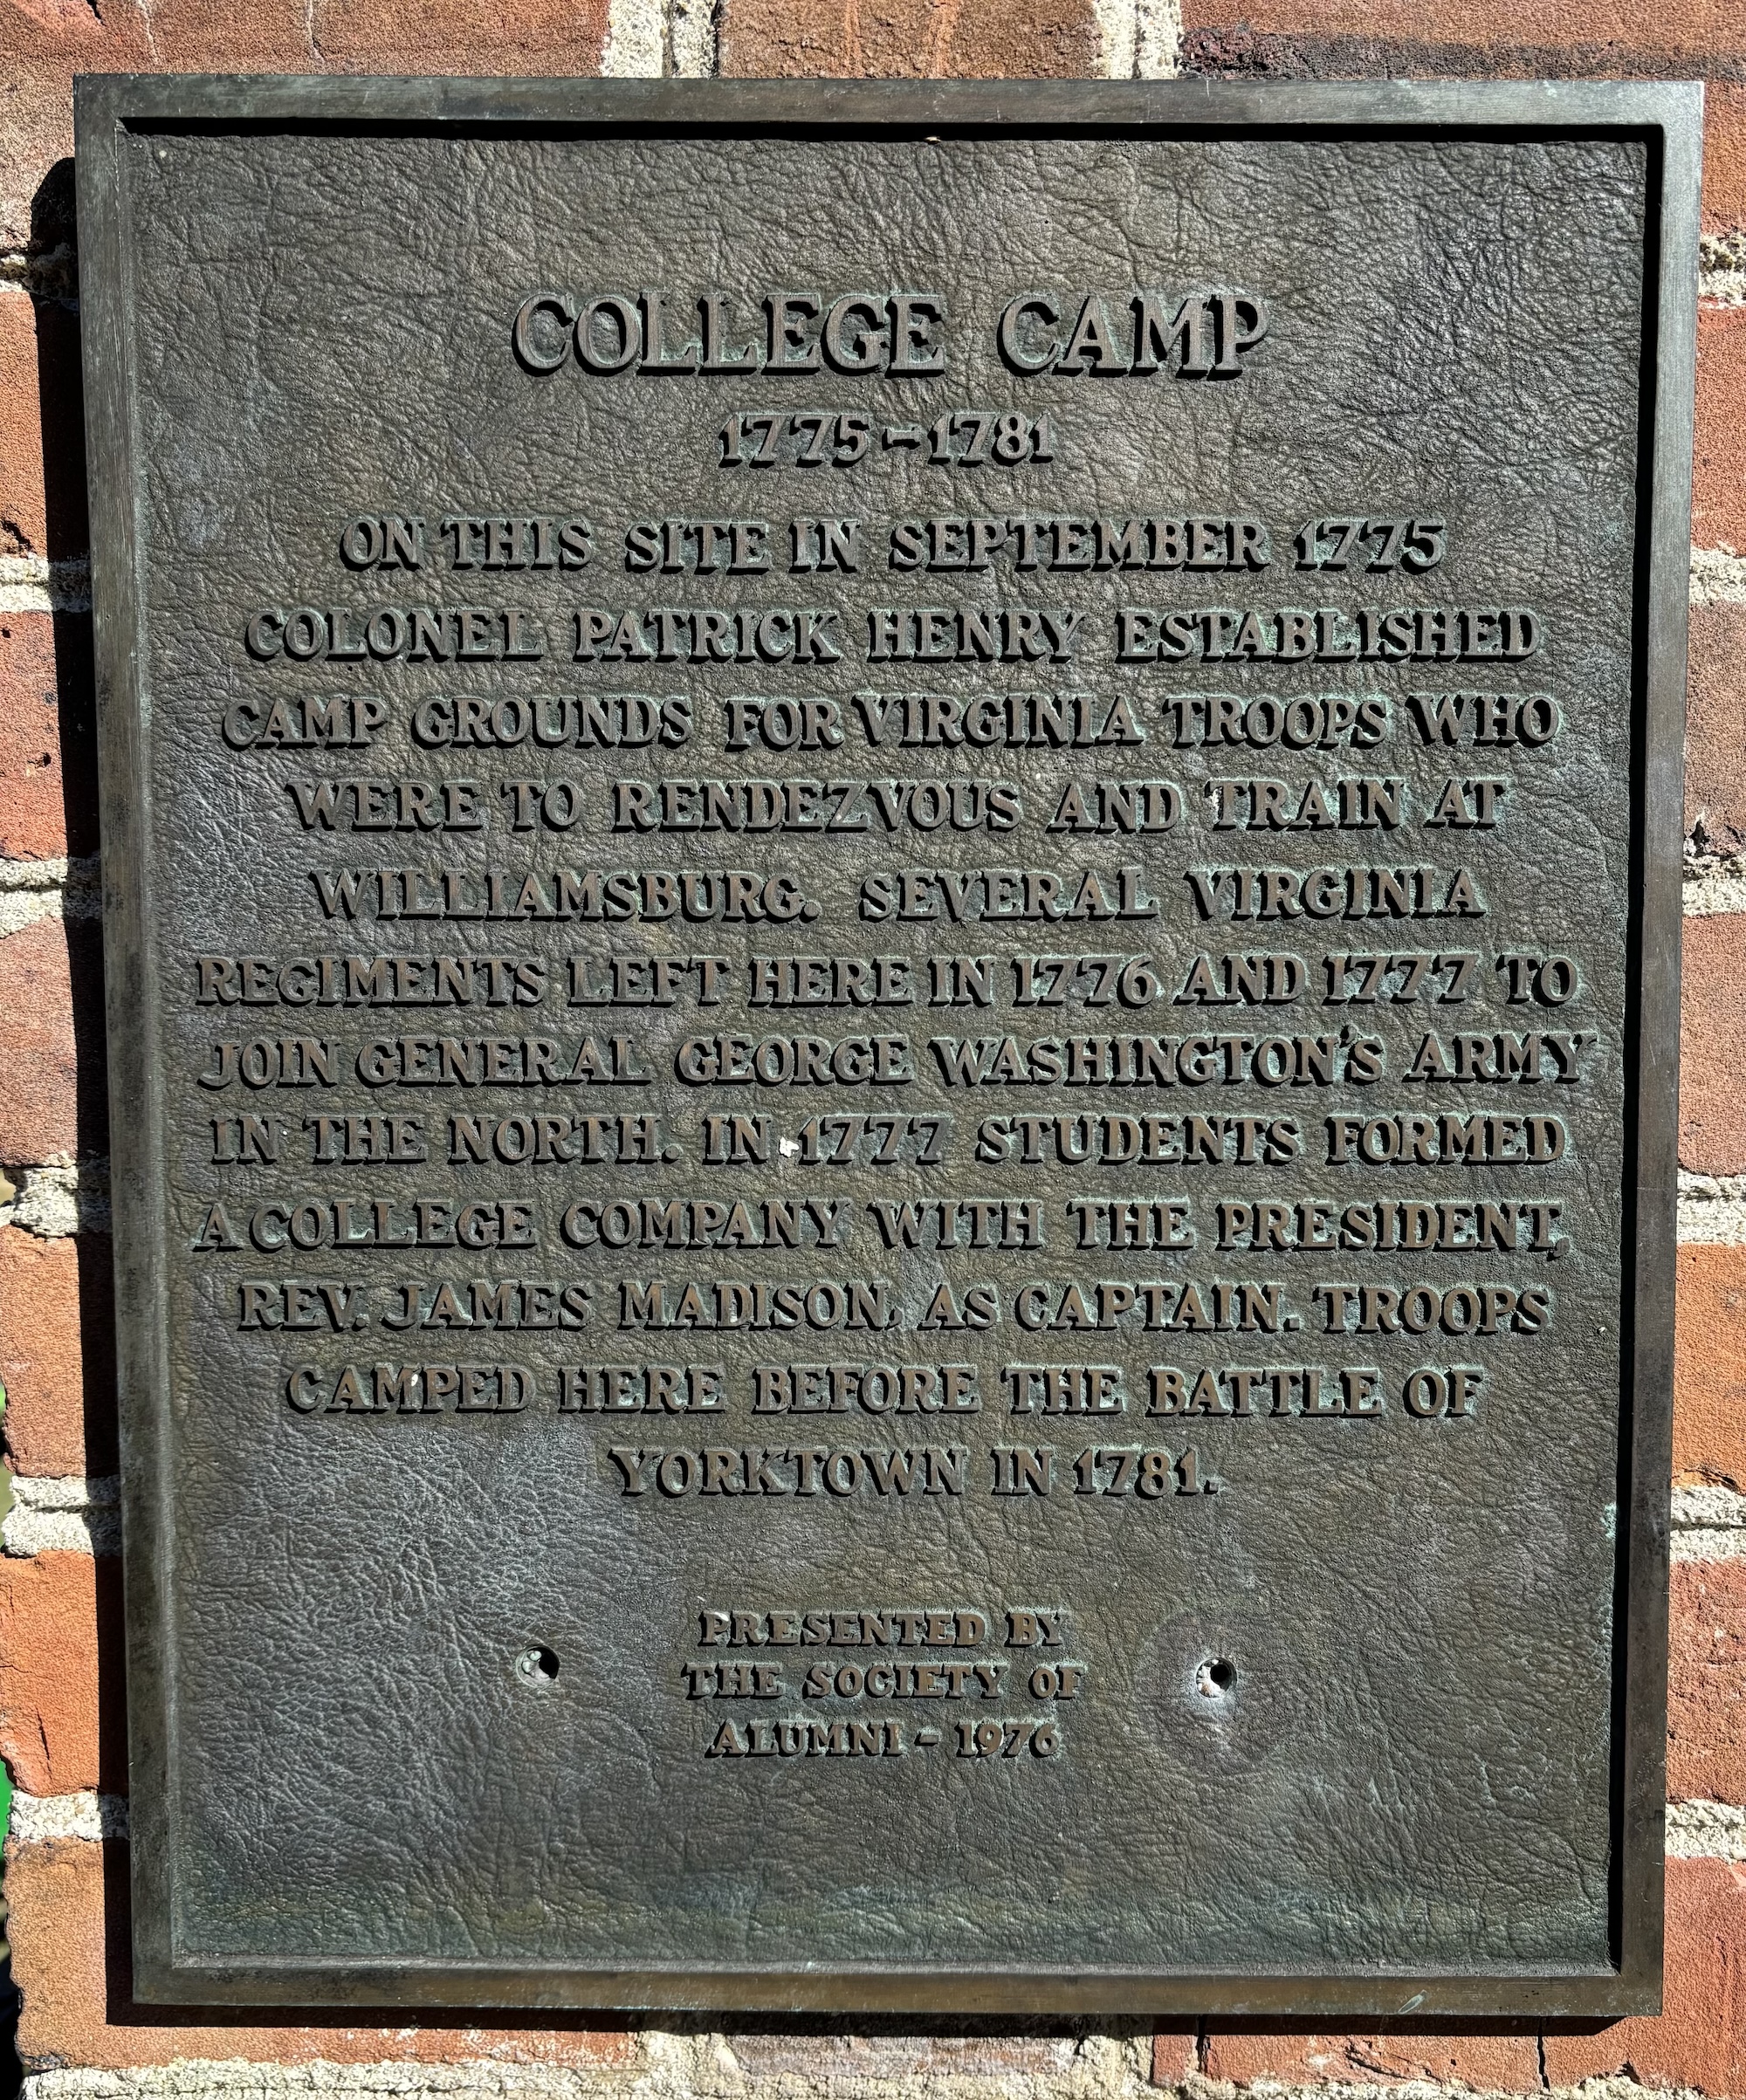 COLLEGE CAMP
1775-1781
ON THIS SITE IN SEPTEMBER 1775
COLONEL PATRICK HENRY ESTABLISHED
CAMP GROUNDS FOR VIRGINIA TROOPS WHO
WERE TO RENDEZVOUS AND TRAIN AT
WILLIAMSBURG. SEVERAL VIRGINIA
REGIMENTS LEFT HERE IN 1776 AND 1777 TO
JOIN GENERAL GEORGE WASHINGTON'S ARMY
IN THE NORTH. IN 1777 STUDENTS FORMED
A COLLEGE COMPANY WITH THE PRESIDENT,
REV. JAMES MADISON, AS CAPTAIN. TROOPS
CAMPED HERE BEFORE THE BATTLE OF
YORKTOWN IN 1781.
PRESENTED BY
THE SOCIETY OF
ALUMNI - 1976